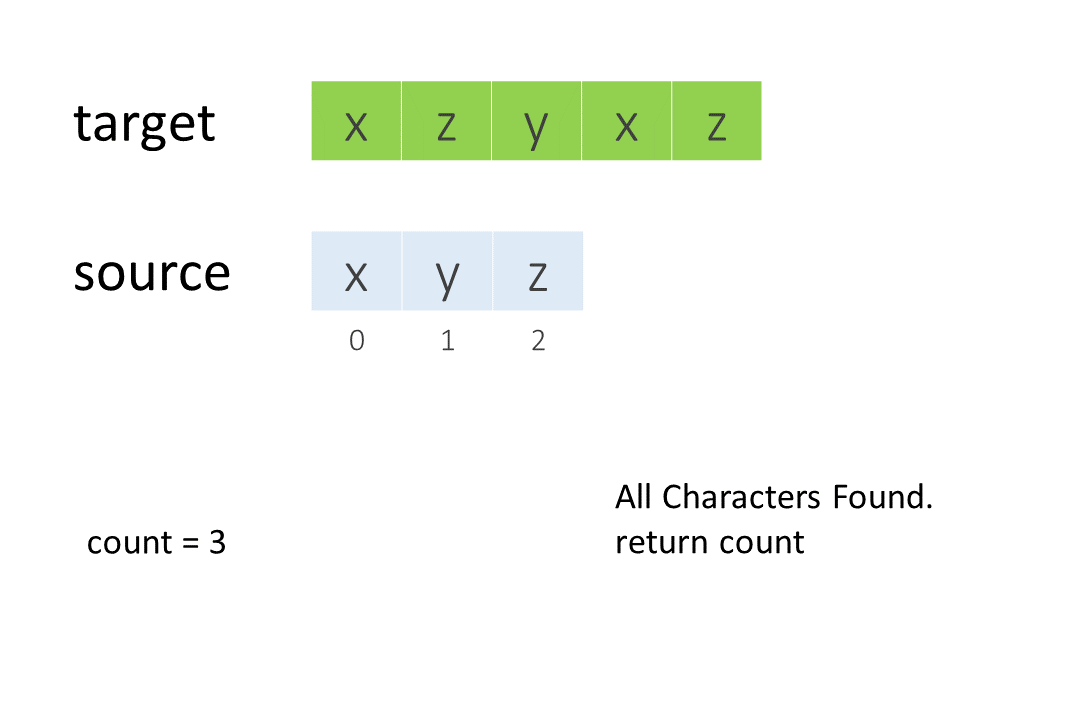 target x z y x z
source x y z
0 1 2
All Characters Found.
count = 3 return count